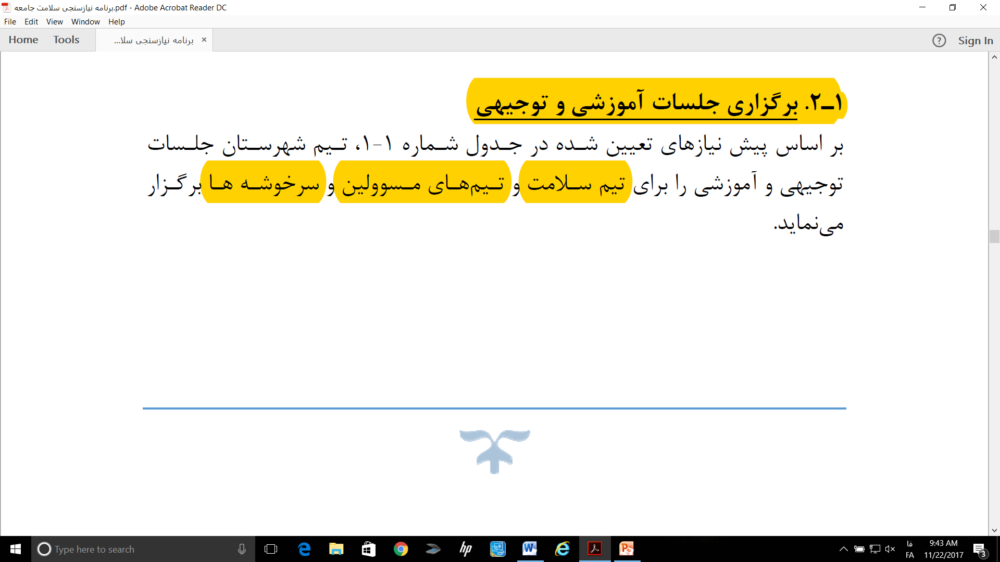 برنامه نیازسنجی سلامت جامعه.pdf - Adobe Acrobat Reader DC
File Edit View Window Help
Home Tools برنامه نیازسنجی سلا... × ? Sign In
۱ـ۲. برگزاری جلسات آموزشی و توجیهی
بر اساس پیش نیازهای تعیین شده در جدول شماره ۱-۱، تیم شهرستان جلسات
توجیهی و آموزشی را برای تیم سلامت و تیم‌های مسوولین و سرخوشه ها برگزار
می‌نماید.
Type here to search
فا 9:43 AM
FA 11/22/2017 3